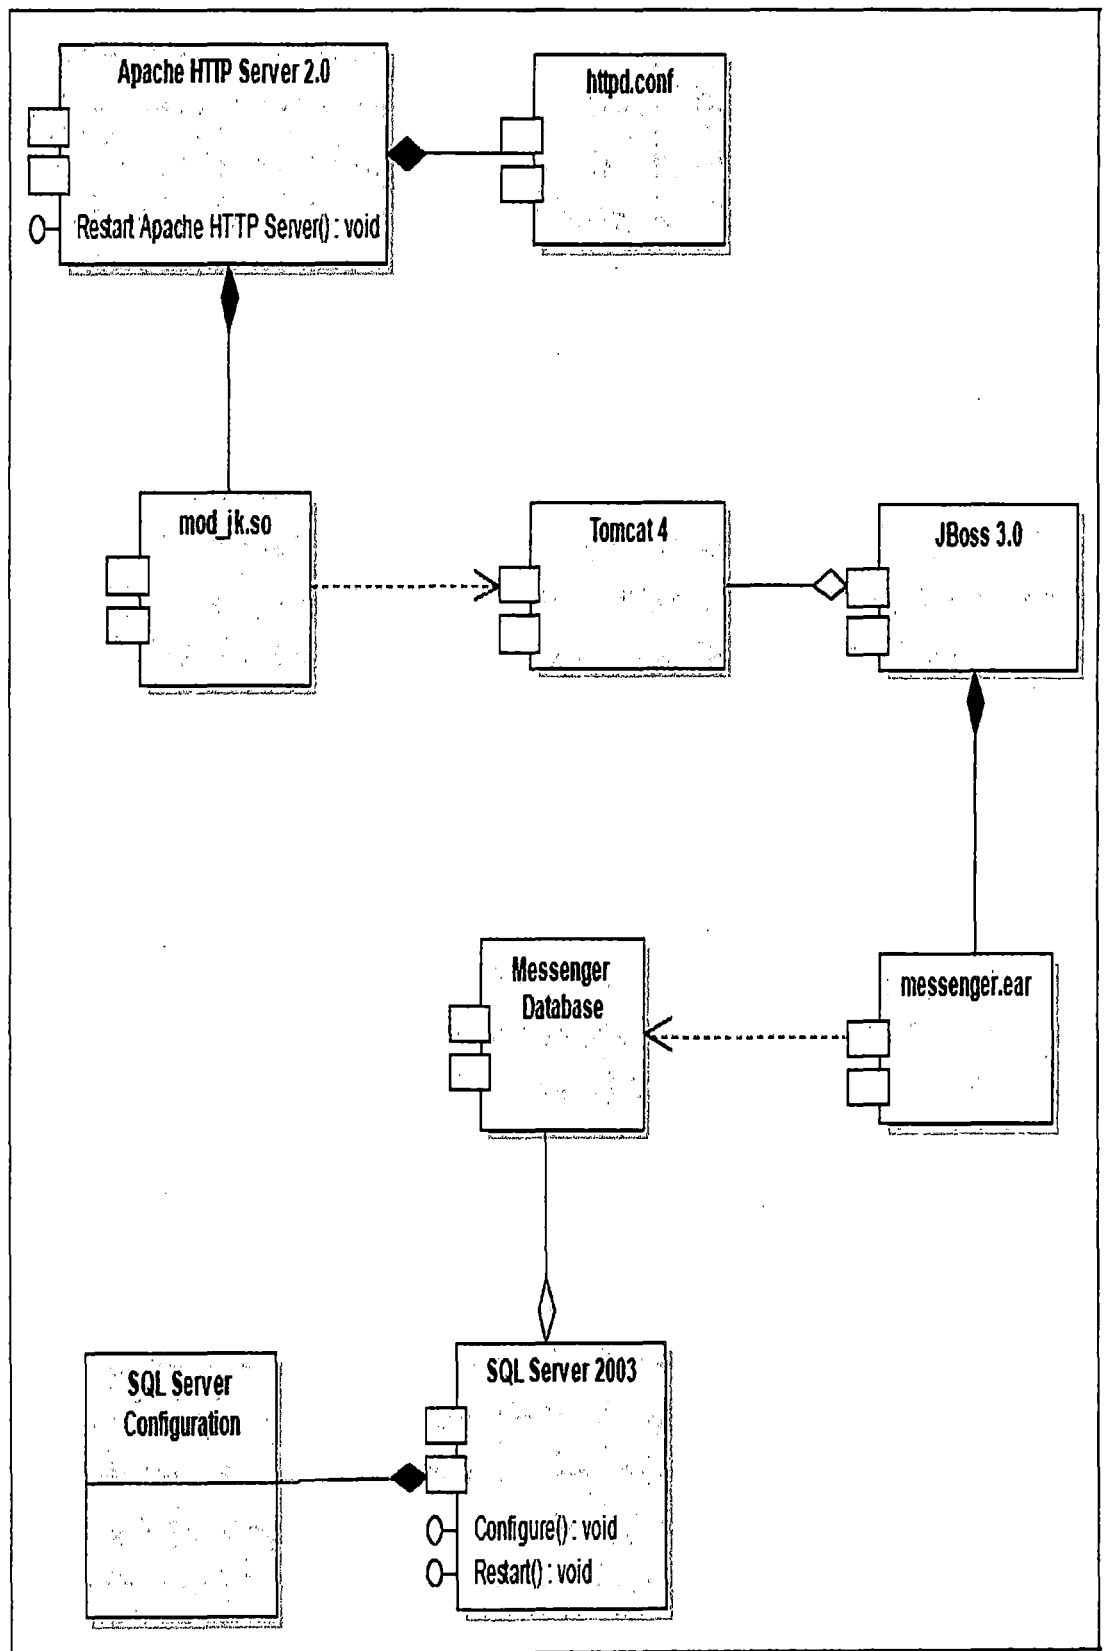 Apache HTTP Server 2.0
Restart Apache HTTP Server() : void
httpd.conf
mod_jk.so
Tomcat 4
JBoss 3.0
Messenger
Database
messenger.ear
SQL Server
Configuration
SQL Server 2003
Configure() : void
Restart() : void